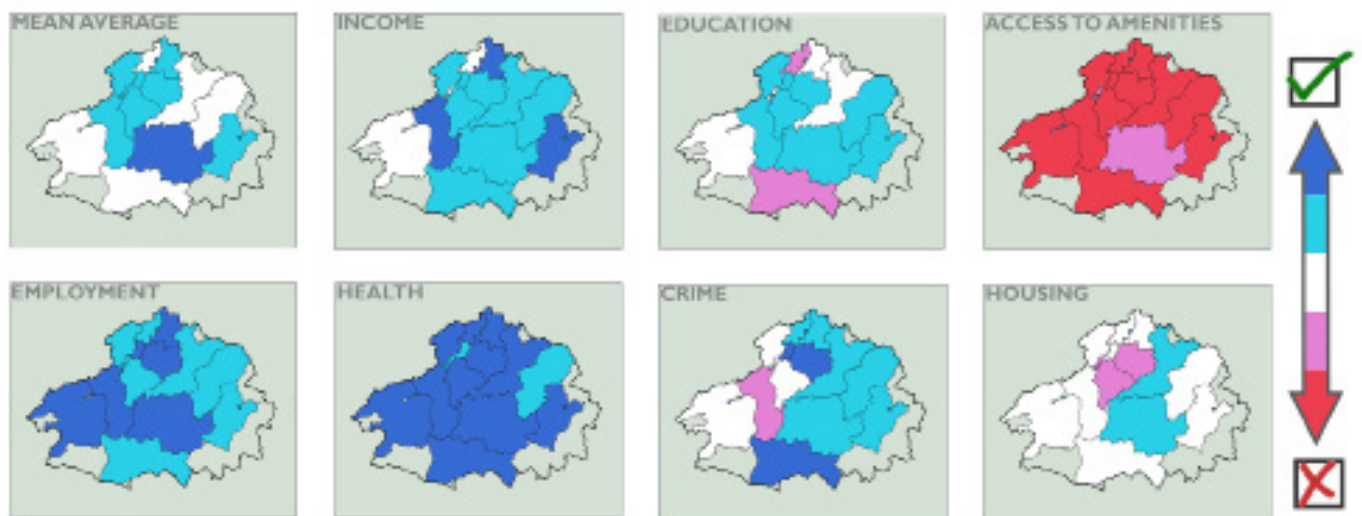 MEAN AVERAGE
INCOME
EDUCATION
ACCESS TO AMENITIES
EMPLOYMENT
HEALTH
CRIME
HOUSING